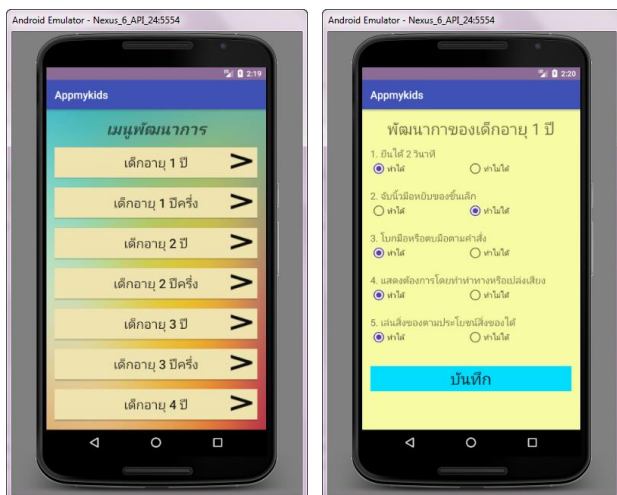 Android Emulator - Nexus_6_API_24:5554
2:19
Appmykids
เมนูพัฒนาการ
เด็กอายุ 1 ปี >
เด็กอายุ 1 ปีครึ่ง >
เด็กอายุ 2 ปี >
เด็กอายุ 2 ปีครึ่ง >
เด็กอายุ 3 ปี >
เด็กอายุ 3 ปีครึ่ง >
เด็กอายุ 4 ปี >
Android Emulator - Nexus_6_API_24:5554
2:20
Appmykids
พัฒนากาของเด็กอายุ 1 ปี
1. ยืนได้ 2 วินาที
ทำได้ ทำไม่ได้
2. จับนิ้วมือหยิบของชิ้นเล็ก
ทำได้ ทำไม่ได้
3. โบกมือหรือตบมือตามคำสั่ง
ทำได้ ทำไม่ได้
4. แสดงต้องการโดยทำท่าทางหรือเปล่งเสียง
ทำได้ ทำไม่ได้
5. เล่นสิ่งของตามประโยชน์สิ่งของได้
ทำได้ ทำไม่ได้
บันทึก